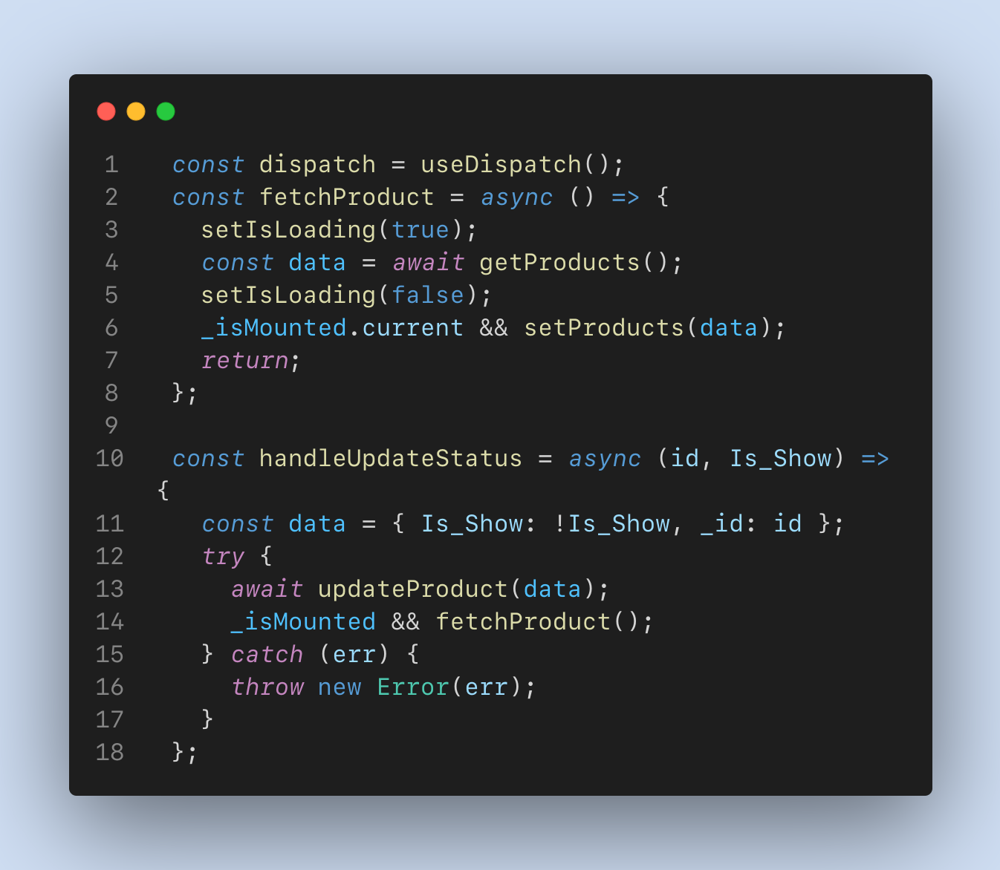 1 const dispatch = useDispatch();
2 const fetchProduct = async () => {
3 setIsLoading(true);
4 const data = await getProducts();
5 setIsLoading(false);
6 _isMounted.current && setProducts(data);
7 return;
8 };
9
10 const handleUpdateStatus = async (id, Is_Show) =>
{
11 const data = { Is_Show: !Is_Show, _id: id };
12 try {
13 await updateProduct(data);
14 _isMounted && fetchProduct();
15 } catch (err) {
16 throw new Error(err);
17 }
18 };